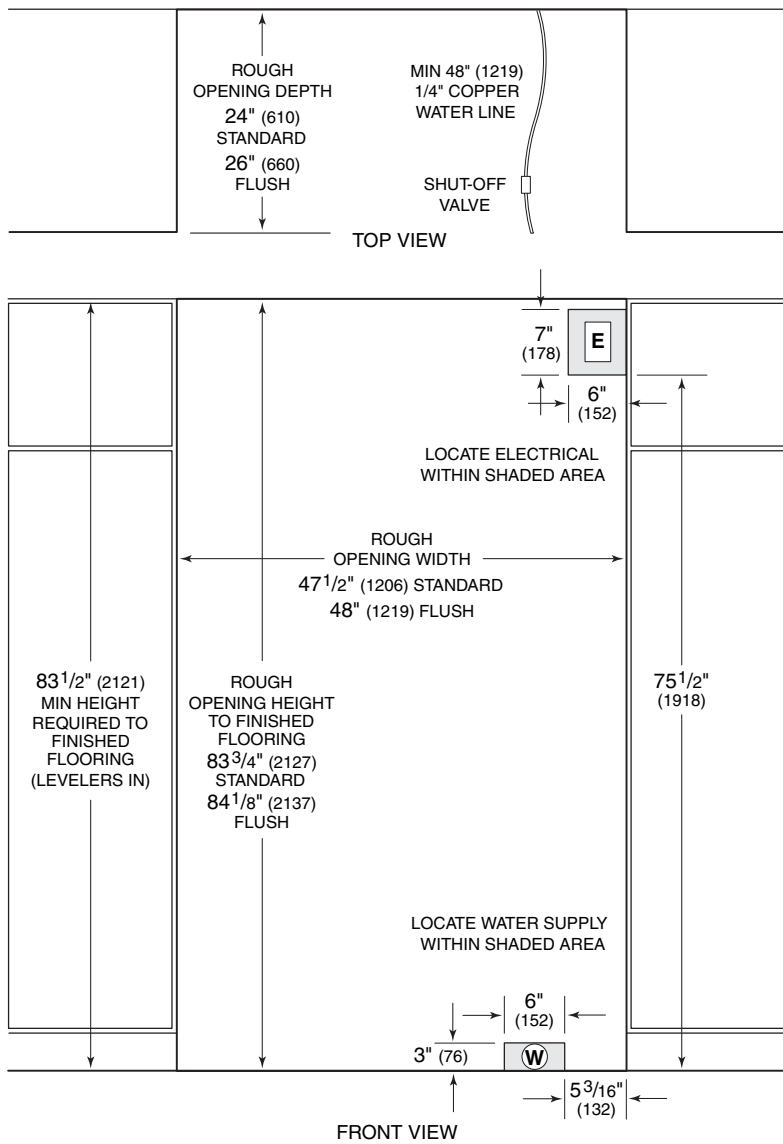 ROUGH
OPENING DEPTH
24" (610)
STANDARD
26" (660)
FLUSH
MIN 48" (1219)
1/4" COPPER
WATER LINE
SHUT-OFF
VALVE
TOP VIEW
7"
(178)
E
6"
(152)
LOCATE ELECTRICAL
WITHIN SHADED AREA
ROUGH
OPENING WIDTH
47 1/2" (1206) STANDARD
48" (1219) FLUSH
83 1/2" (2121)
MIN HEIGHT
REQUIRED TO
FINISHED
FLOORING
(LEVELERS IN)
ROUGH
OPENING HEIGHT
TO FINISHED
FLOORING
83 3/4" (2127)
STANDARD
84 1/8" (2137)
FLUSH
75 1/2"
(1918)
LOCATE WATER SUPPLY
WITHIN SHADED AREA
6"
(152)
3" (76)
W
5 3/16"
(132)
FRONT VIEW